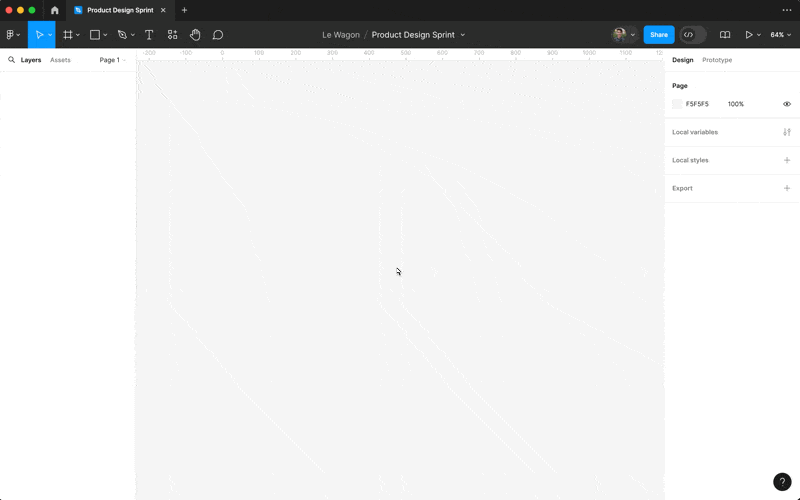 Product Design Sprint
Le Wagon / Product Design Sprint
Share
64%
Layers Assets Page 1
-200 -100 0 100 200 300 400 500 600 700 800 900 1000 1100
Design Prototype
Page
F5F5F5 100%
Local variables
Local styles
Export
?